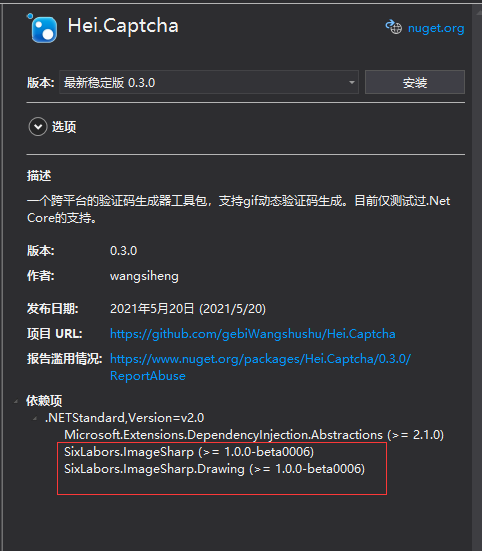 Hei.Captcha
nuget.org
版本: 最新稳定版 0.3.0 安装
选项
描述
一个跨平台的验证码生成器工具包，支持gif动态验证码生成。目前仅测试过.Net
Core的支持。
版本: 0.3.0
作者: wangsiheng
发布日期: 2021年5月20日 (2021/5/20)
项目 URL: https://github.com/gebiWangshushu/Hei.Captcha
报告滥用情况: https://www.nuget.org/packages/Hei.Captcha/0.3.0/
ReportAbuse
依赖项
.NETStandard,Version=v2.0
Microsoft.Extensions.DependencyInjection.Abstractions (>= 2.1.0)
SixLabors.ImageSharp (>= 1.0.0-beta0006)
SixLabors.ImageSharp.Drawing (>= 1.0.0-beta0006)